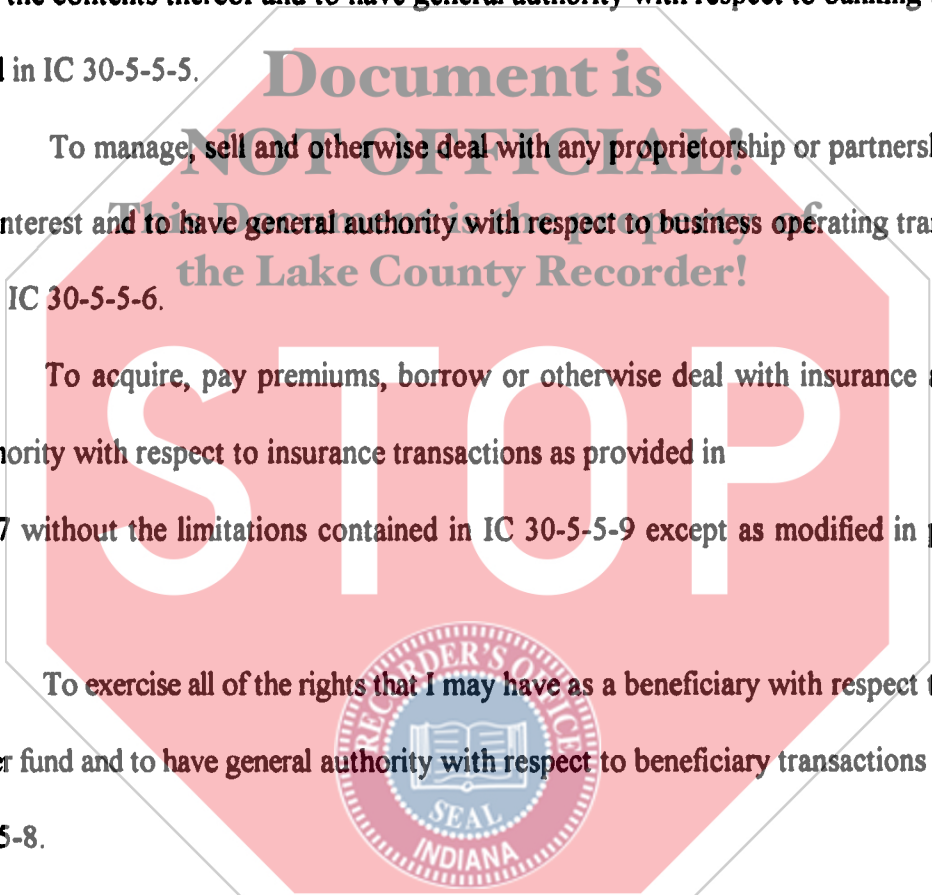 the contents thereof and to have general authority with respect to banking
in IC 30-5-5-5.
Document is
NOT OFFICIAL!
To manage, sell and otherwise deal with any proprietorship or partners
This Document is the property of
nterest and to have general authority with respect to business operating tra
the Lake County Recorder!
IC 30-5-5-6.
STOP
To acquire, pay premiums, borrow or otherwise deal with insurance a
ority with respect to insurance transactions as provided in
7 without the limitations contained in IC 30-5-5-9 except as modified in p
RECORDER'S OFFICE
To exercise all of the rights that I may have as a beneficiary with respect t
r fund and to have general authority with respect to beneficiary transactions
SEAL
5-8.
INDIANA